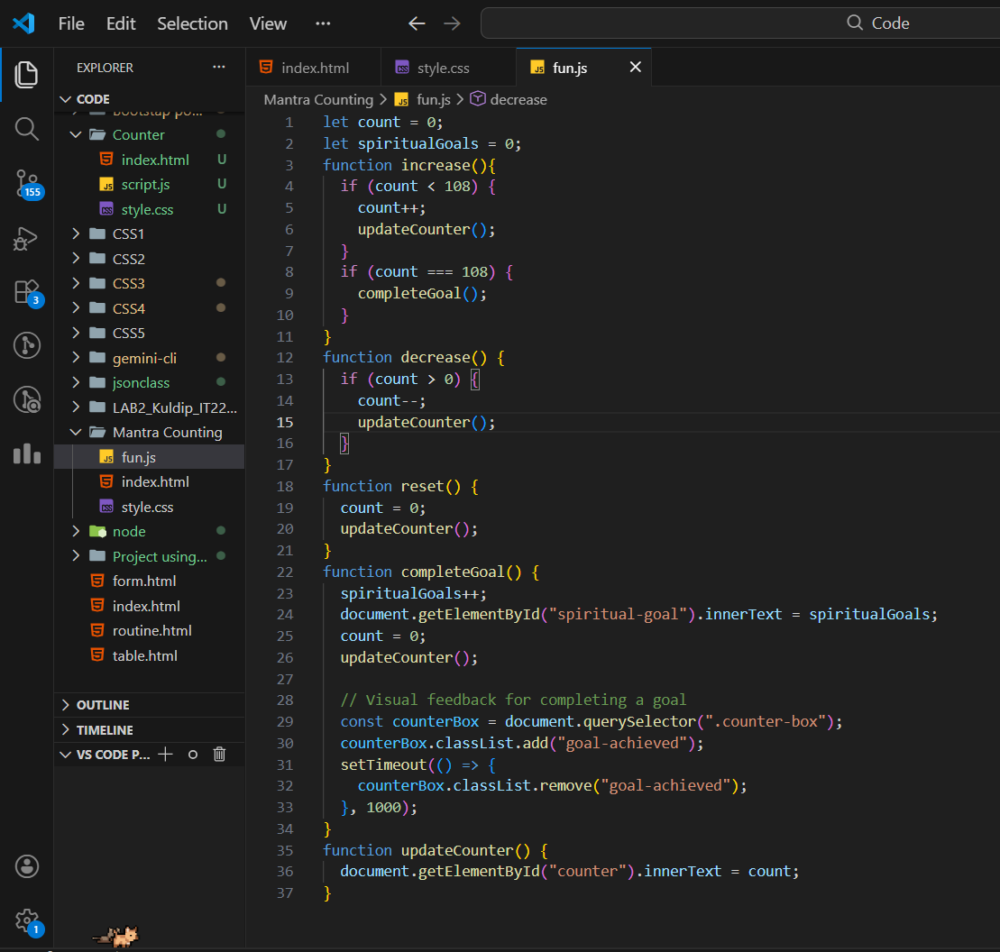 File Edit Selection View ··· Code
EXPLORER ···
CODE
Bootstap po...
Counter
index.html U
script.js U
style.css U
CSS1
CSS2
CSS3
CSS4
CSS5
gemini-cli
jsonclass
LAB2_Kuldip_IT22...
Mantra Counting
fun.js
index.html
style.css
node
Project using...
form.html
index.html
routine.html
table.html
OUTLINE
TIMELINE
VS CODE P...
155
3
1
index.html style.css JS fun.js
Mantra Counting > JS fun.js > decrease
1 let count = 0;
2 let spiritualGoals = 0;
3 function increase(){
4   if (count < 108) {
5     count++;
6     updateCounter();
7   }
8   if (count === 108) {
9     completeGoal();
10   }
11 }
12 function decrease() {
13   if (count > 0) {
14     count--;
15     updateCounter();
16   }
17 }
18 function reset() {
19   count = 0;
20   updateCounter();
21 }
22 function completeGoal() {
23   spiritualGoals++;
24   document.getElementById("spiritual-goal").innerText = spiritualGoals;
25   count = 0;
26   updateCounter();
27
28   // Visual feedback for completing a goal
29   const counterBox = document.querySelector(".counter-box");
30   counterBox.classList.add("goal-achieved");
31   setTimeout(() => {
32     counterBox.classList.remove("goal-achieved");
33   }, 1000);
34 }
35 function updateCounter() {
36   document.getElementById("counter").innerText = count;
37 }